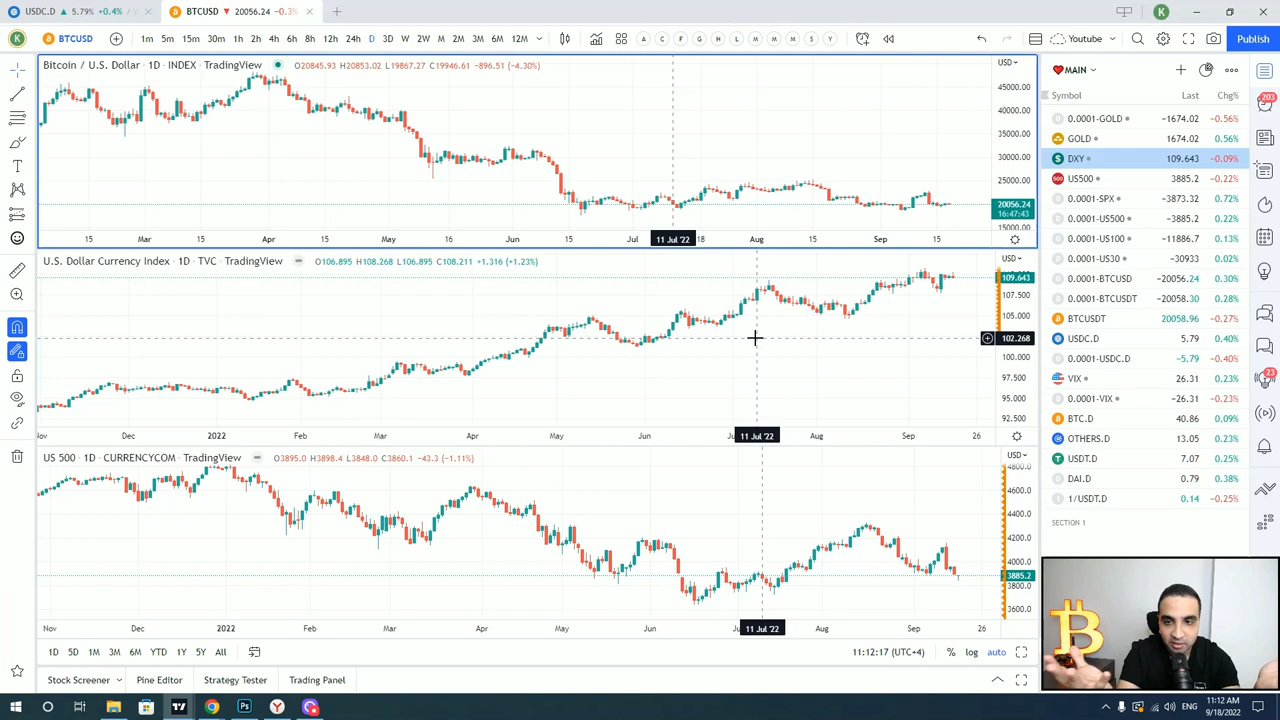 USDC.D ▲ 5.79% +0.4%
BTCUSD ▼ 20056.24 −0.3%
K
K BTCUSD 1m 5m 15m 30m 1h 2h 4h 6h 8h 12h 24h D 3D W 2W M 2M 3M 6M 12M Youtube Publish
Bitcoin / U.S. Dollar · 1D · INDEX · TradingView O20845.93 H20853.02 L19867.27 C19946.61 −896.51 (−4.30%)
USD
45000.00
40000.00
35000.00
30000.00
25000.00
20056.24
16:47:43
15000.00
15 Mar 15 Apr May 16 Jun 15 Jul 11 Jul '22 18 Aug 15 Sep 15
U.S. Dollar Currency Index · 1D · TVC · TradingView O106.895 H108.268 L106.895 C108.211 +1.316 (+1.23%)
USD
109.643
107.500
105.000
102.268
100.000
97.500
95.000
92.500
Dec 2022 Feb Mar Apr May Jun 11 Jul '22 Aug Sep 26
US 500 · 1D · CURRENCYCOM · TradingView O3895.0 H3898.4 L3848.0 C3860.1 −43.3 (−1.11%)
USD
4800.0
4600.0
4400.0
4200.0
4000.0
3885.2
3800.0
3600.0
Nov Dec 2022 Feb Mar Apr May Jun 11 Jul '22 Aug Sep 26
1D 5D 1M 3M 6M YTD 1Y 5Y All 11:12:17 (UTC+4) % log auto
Stock Screener Pine Editor Strategy Tester Trading Panel
MAIN
Symbol Last Chg%
0.0001-GOLD −1674.02 −0.56%
GOLD 1674.02 0.56%
DXY 109.643 −0.09%
US500 3885.2 −0.22%
0.0001-SPX −3873.32 0.72%
0.0001-US500 −3885.2 0.22%
0.0001-US100 −11886.7 0.13%
0.0001-US30 −30933 0.02%
0.0001-BTCUSD −20056.24 0.30%
0.0001-BTCUSDT −20058.30 0.28%
BTCUSDT 20058.96 −0.27%
USDC.D 5.79 0.40%
0.0001-USDC.D −5.79 −0.40%
VIX 26.31 0.23%
0.0001-VIX −26.31 −0.23%
BTC.D 40.86 0.09%
OTHERS.D 13.05 0.23%
USDT.D 7.07 0.25%
DAI.D 0.79 0.38%
1/USDT.D 0.14 −0.25%
SECTION 1
203
23
ENG
11:12 AM
9/18/2022